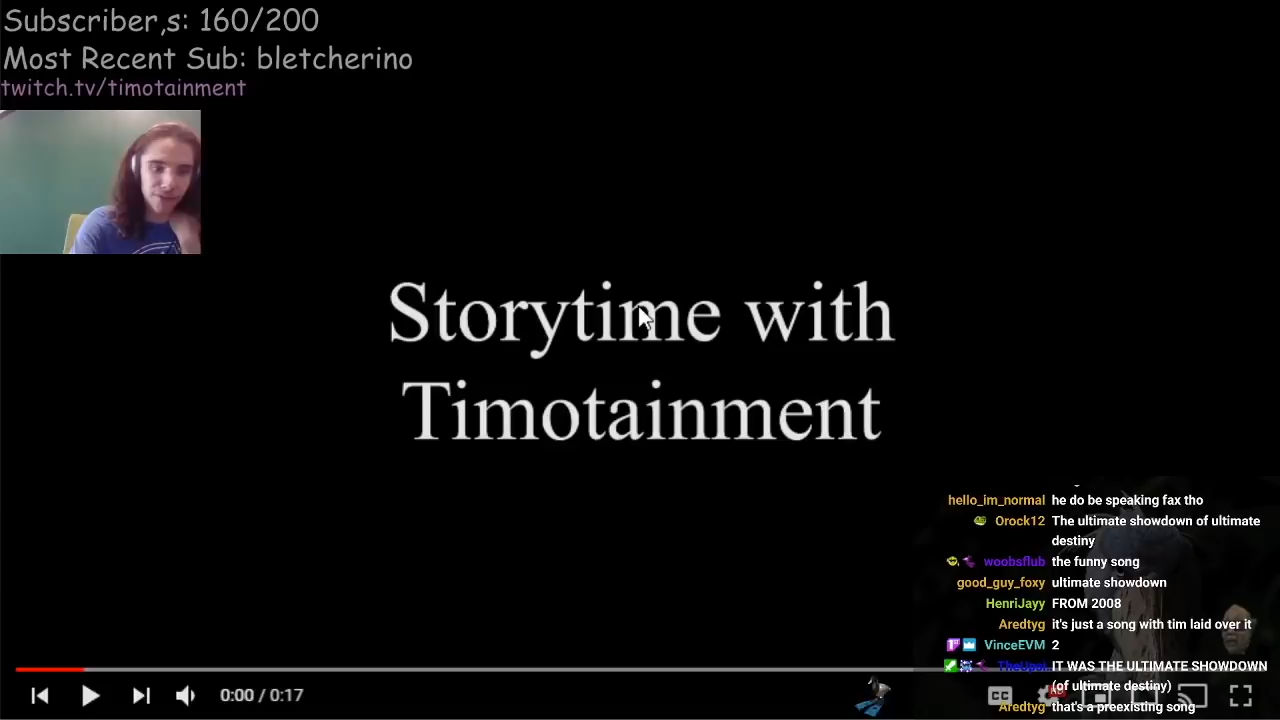 Subscriber,s: 160/200
Most Recent Sub: bletcherino
twitch.tv/timotainment
Storytime with
Timotainment
hello_im_normal he do be speaking fax tho
Orock12 The ultimate showdown of ultimate
destiny
woobsflub the funny song
good_guy_foxy ultimate showdown
HenriJayy FROM 2008
Aredtyg it's just a song with tim laid over it
VinceEVM 2
IT WAS THE ULTIMATE SHOWDOWN
(of ultimate destiny)
Aredtyg that's a preexisting song
0:00 / 0:17
CC
HD